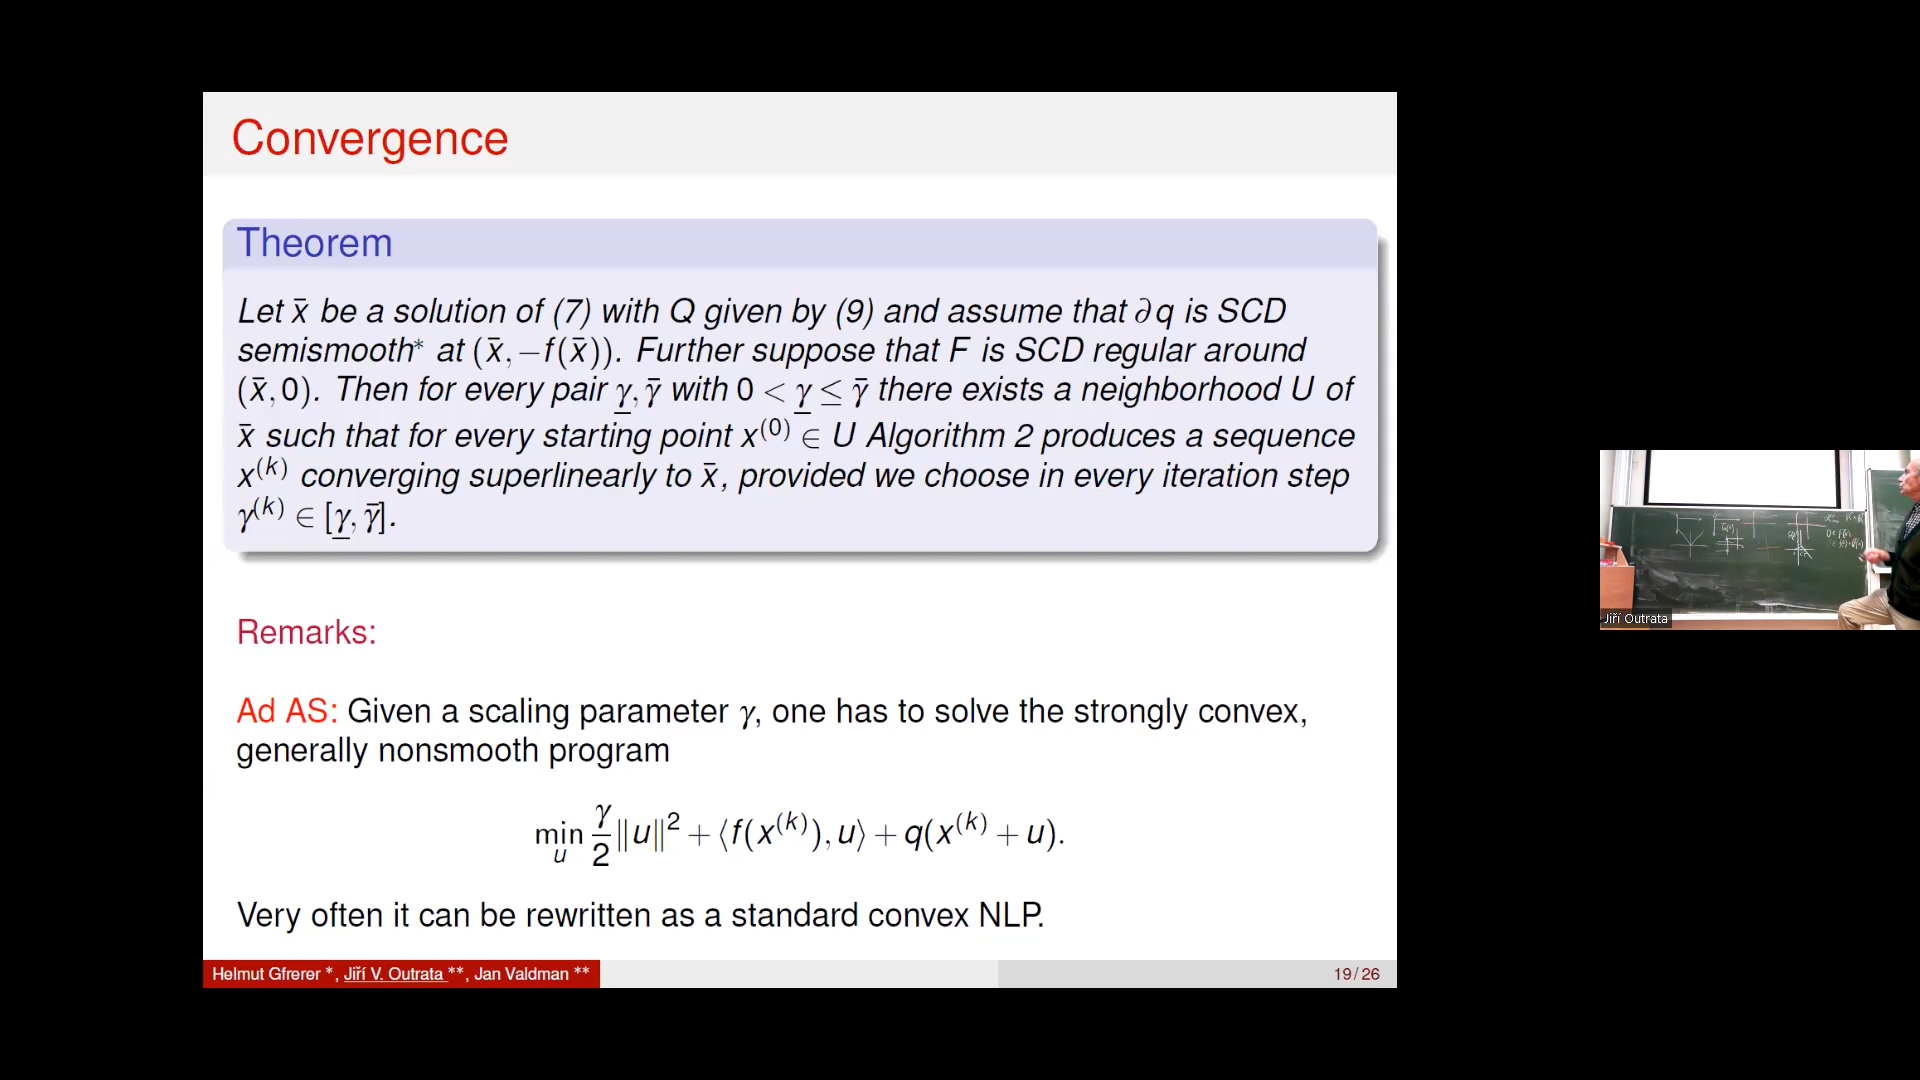 Convergence
Theorem
Let x̄ be a solution of (7) with Q given by (9) and assume that ∂q is SCD
semismooth* at (x̄, −f(x̄)). Further suppose that F is SCD regular around
(x̄, 0). Then for every pair γ̲, γ̄ with 0 < γ̲ ≤ γ̄ there exists a neighborhood U of
x̄ such that for every starting point x⁽⁰⁾ ∈ U Algorithm 2 produces a sequence
x⁽ᵏ⁾ converging superlinearly to x̄, provided we choose in every iteration step
γ⁽ᵏ⁾ ∈ [γ̲, γ̄].
Remarks:
Ad AS: Given a scaling parameter γ, one has to solve the strongly convex,
generally nonsmooth program
min_u γ/2 ‖u‖² + ⟨f(x⁽ᵏ⁾), u⟩ + q(x⁽ᵏ⁾ + u).
Very often it can be rewritten as a standard convex NLP.
Helmut Gfrerer *, Jiří V. Outrata **, Jan Valdman **
19/26
Jiří Outrata